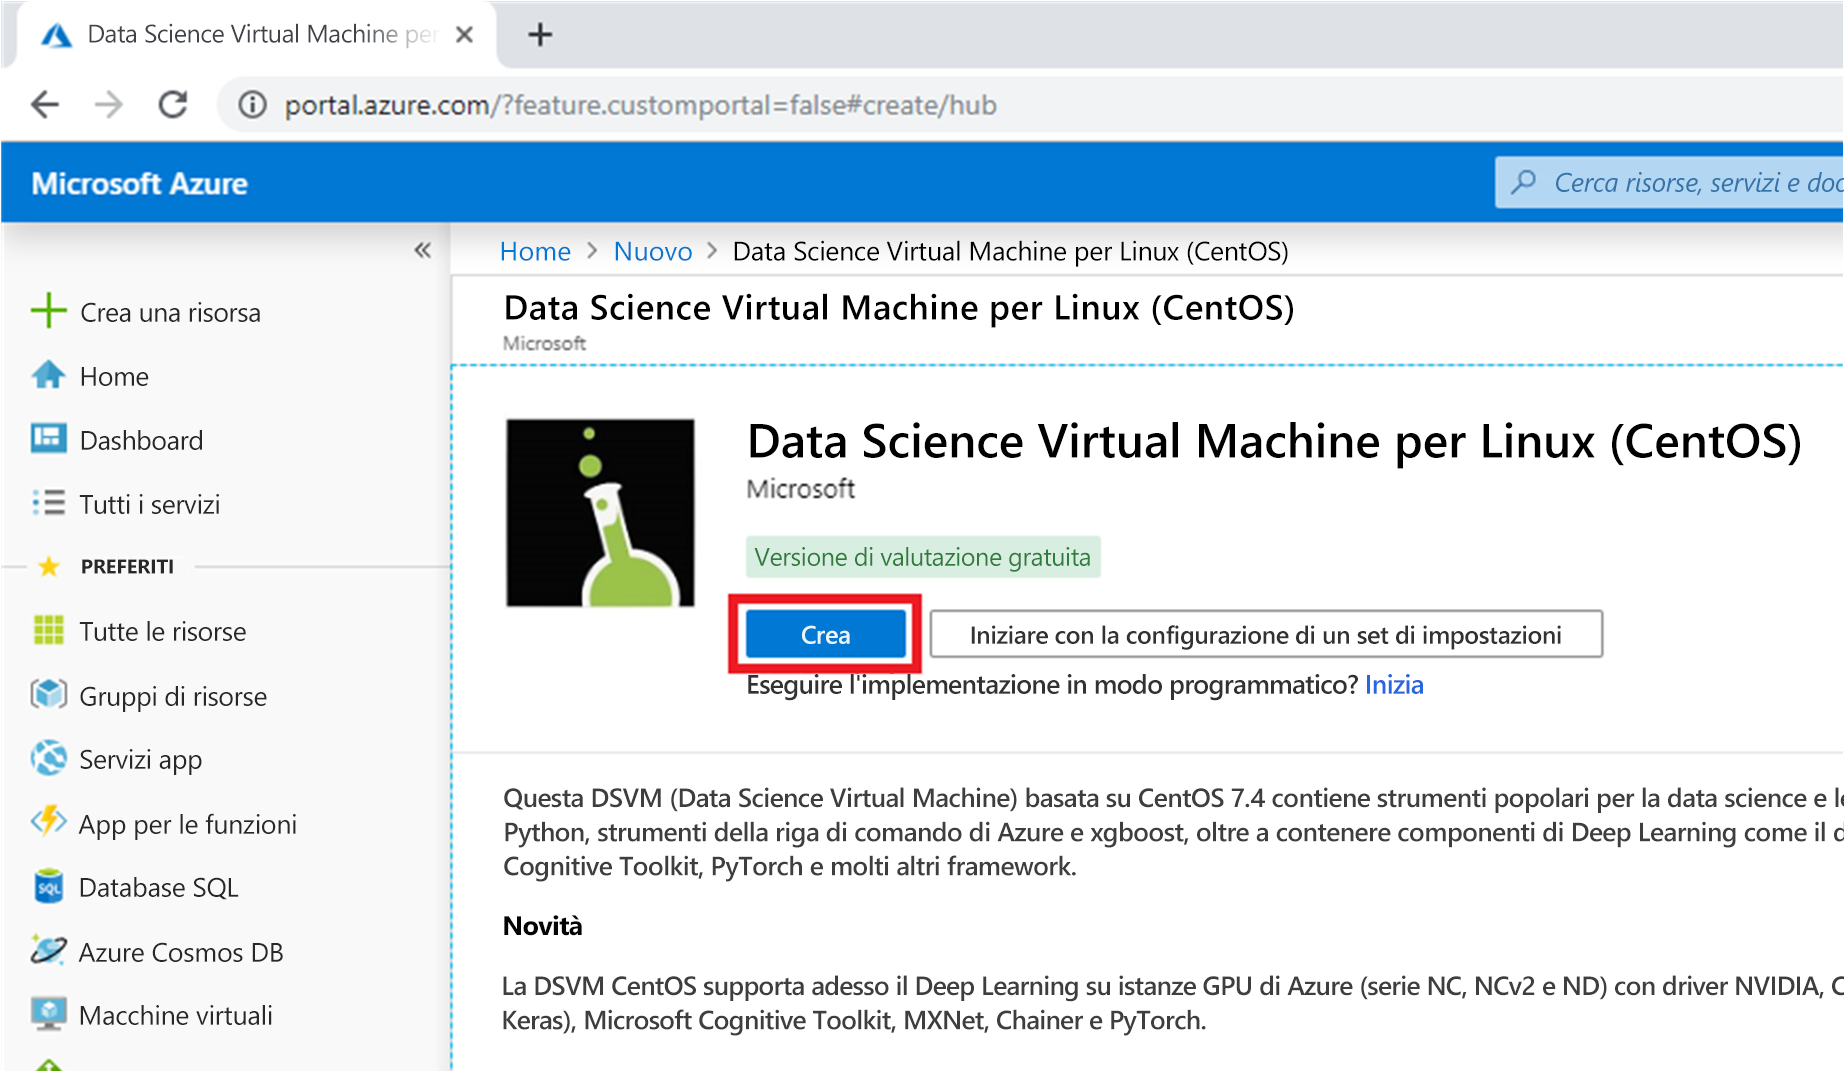 Data Science Virtual Machine per
portal.azure.com/?feature.customportal=false#create/hub
Microsoft Azure
Cerca risorse, servizi e doc
Home > Nuovo > Data Science Virtual Machine per Linux (CentOS)
Data Science Virtual Machine per Linux (CentOS)
Microsoft
Crea una risorsa
Home
Dashboard
Tutti i servizi
PREFERITI
Tutte le risorse
Gruppi di risorse
Servizi app
App per le funzioni
SQL
Database SQL
Azure Cosmos DB
Macchine virtuali
Data Science Virtual Machine per Linux (CentOS)
Microsoft
Versione di valutazione gratuita
Crea
Iniziare con la configurazione di un set di impostazioni
Eseguire l'implementazione in modo programmatico? Inizia
Questa DSVM (Data Science Virtual Machine) basata su CentOS 7.4 contiene strumenti popolari per la data science e
Python, strumenti della riga di comando di Azure e xgboost, oltre a contenere componenti di Deep Learning come il
Cognitive Toolkit, PyTorch e molti altri framework.
Novità
La DSVM CentOS supporta adesso il Deep Learning su istanze GPU di Azure (serie NC, NCv2 e ND) con driver NVIDIA,
Keras), Microsoft Cognitive Toolkit, MXNet, Chainer e PyTorch.